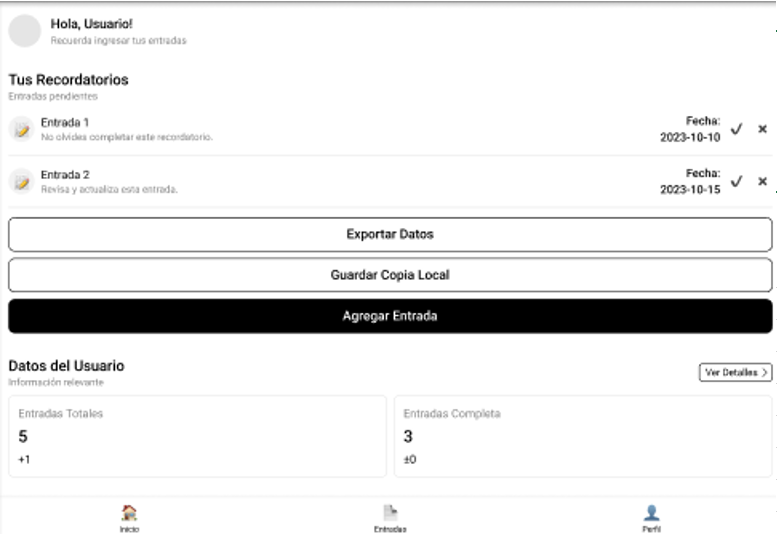 Hola, Usuario!
Recuerda ingresar tus entradas
Tus Recordatorios
Entradas pendientes
Entrada 1
No olvides completar este recordatorio.
Fecha:
2023-10-10
Entrada 2
Revisa y actualiza esta entrada.
Fecha:
2023-10-15
Exportar Datos
Guardar Copia Local
Agregar Entrada
Datos del Usuario
Información relevante
Ver Detalles
Entradas Totales
5
+1
Entradas Completa
3
±0
Inicio
Entradas
Perfil